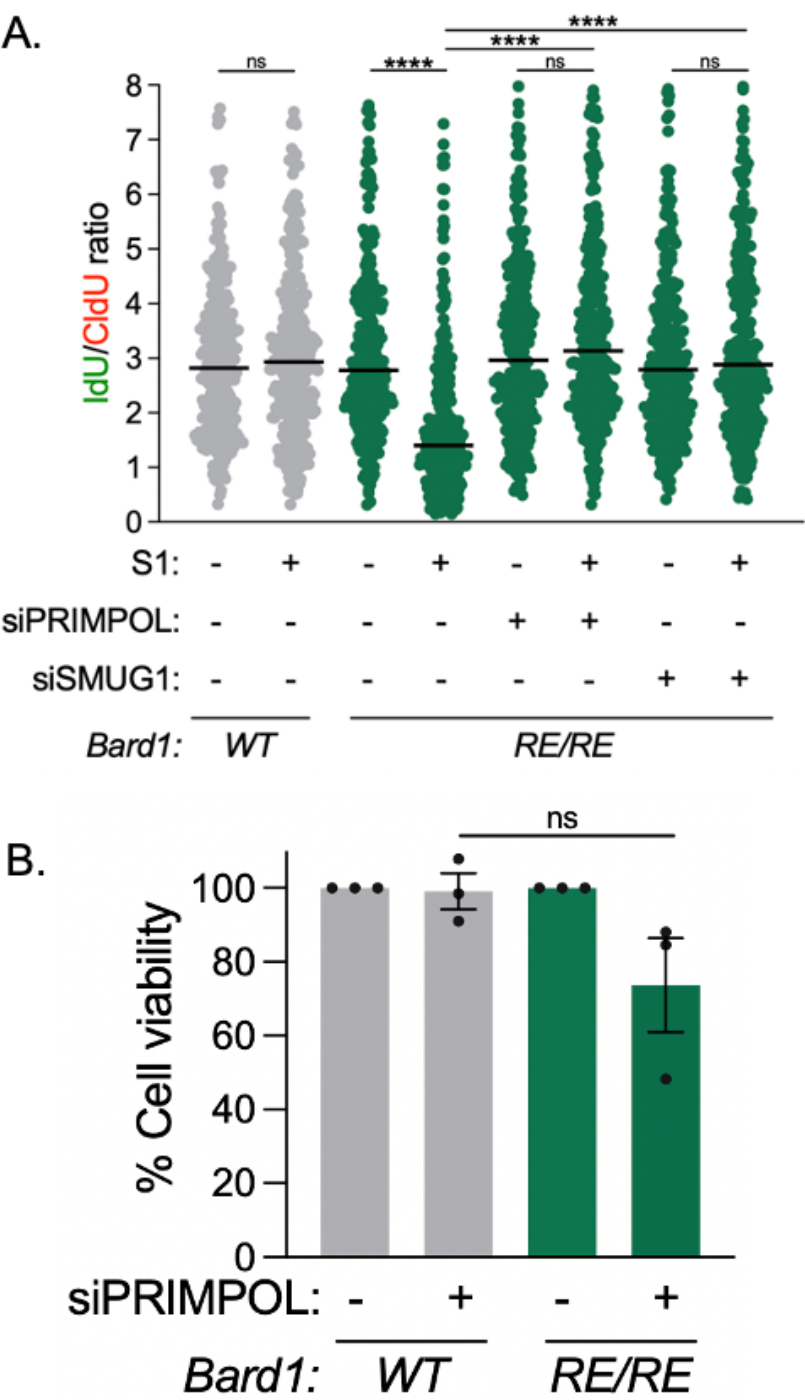 A.
****
****
ns
****
ns
ns
8
7
6
5
4
3
2
1
0
IdU/CldU ratio
S1: - + - + - + - +
siPRIMPOL: - - - - + + - -
siSMUG1: - - - - - - + +
Bard1: WT RE/RE
B.
ns
100
80
60
40
20
0
% Cell viability
siPRIMPOL: - + - +
Bard1: WT RE/RE